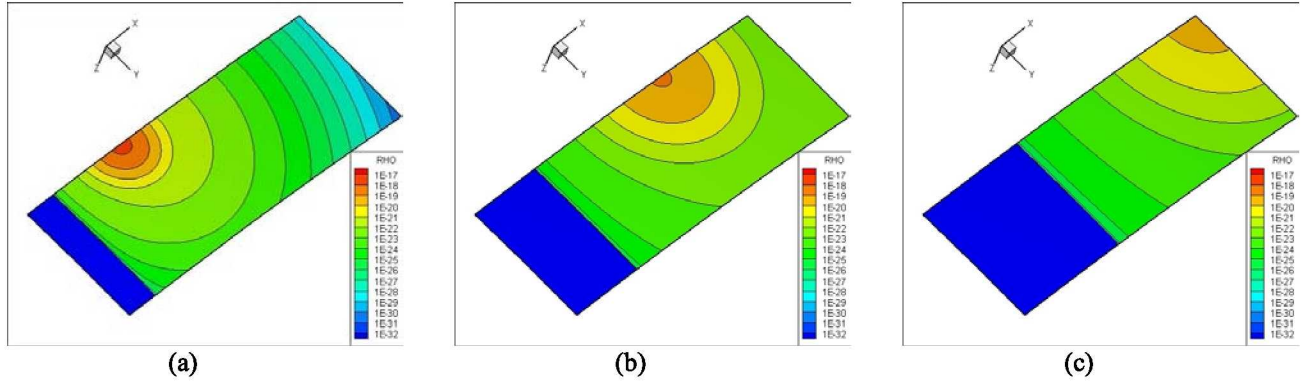 X
Z
Y
RHO
1E-17
1E-18
1E-19
1E-20
1E-21
1E-22
1E-23
1E-24
1E-25
1E-26
1E-27
1E-28
1E-29
1E-30
1E-31
1E-32
(a)
X
Z
Y
RHO
1E-17
1E-18
1E-19
1E-20
1E-21
1E-22
1E-23
1E-24
1E-25
1E-26
1E-27
1E-28
1E-29
1E-30
1E-31
1E-32
(b)
X
Z
Y
RHO
1E-17
1E-18
1E-19
1E-20
1E-21
1E-22
1E-23
1E-24
1E-25
1E-26
1E-27
1E-28
1E-29
1E-30
1E-31
1E-32
(c)